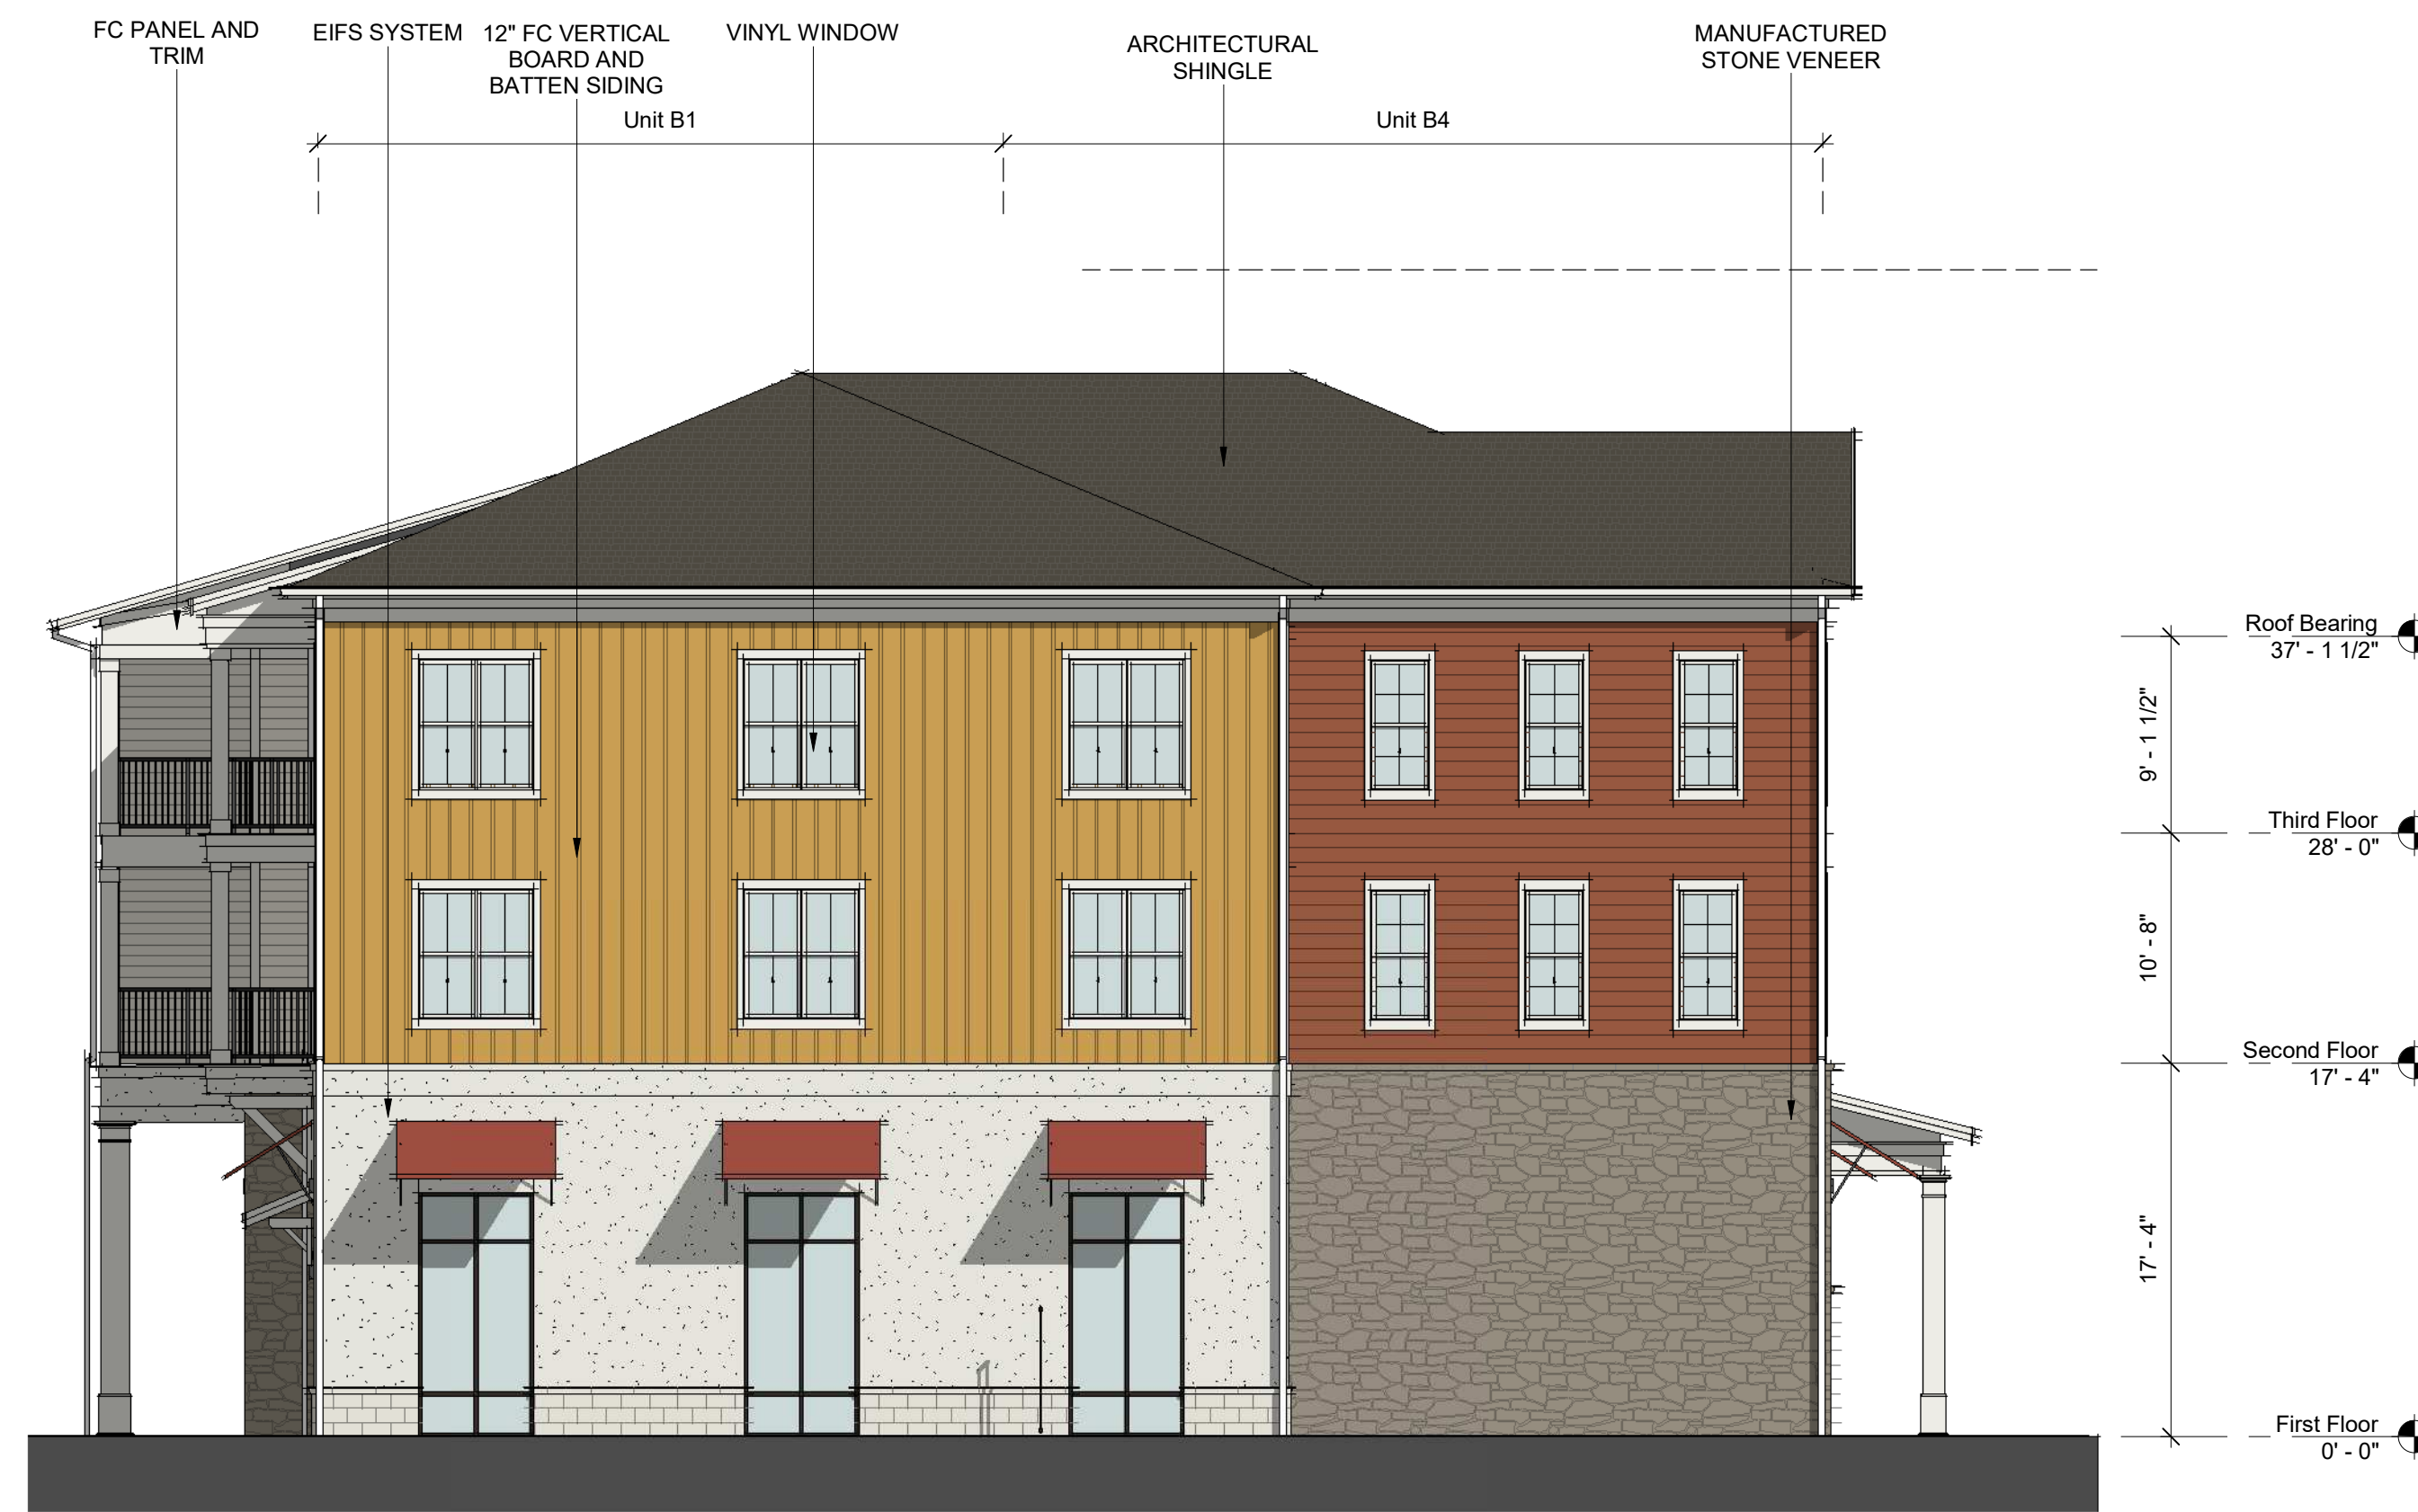 FC PANEL AND
TRIM
EIFS SYSTEM
12" FC VERTICAL
BOARD AND
BATTEN SIDING
VINYL WINDOW
ARCHITECTURAL
SHINGLE
MANUFACTURED
STONE VENEER
Unit B1
Unit B4
Roof Bearing
37' - 1 1/2"
9' - 1 1/2"
Third Floor
28' - 0"
10' - 8"
Second Floor
17' - 4"
17' - 4"
First Floor
0' - 0"